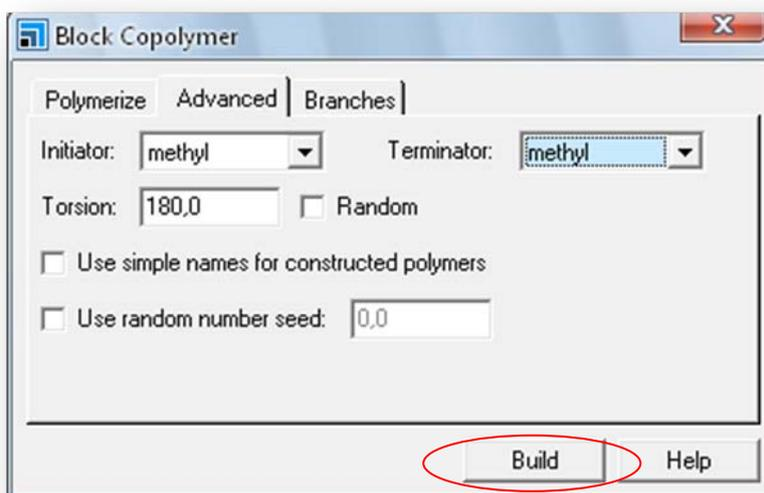 Block Copolymer
Polymerize Advanced Branches
Initiator: methyl Terminator: methyl
Torsion: 180,0 Random
Use simple names for constructed polymers
Use random number seed: 0,0
Build Help